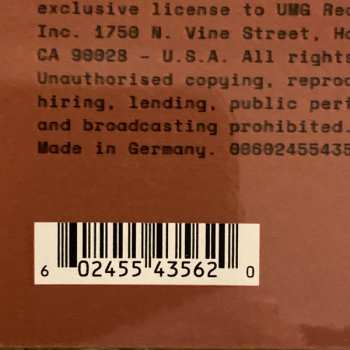 exclusive license to UMG Rec
Inc. 1750 N. Vine Street, Ho
CA 90028 - U.S.A. All rights
Unauthorised copying, reproc
hiring, lending, public perf
and broadcasting prohibited.
Made in Germany. 00602455435
6 02455 43562 0